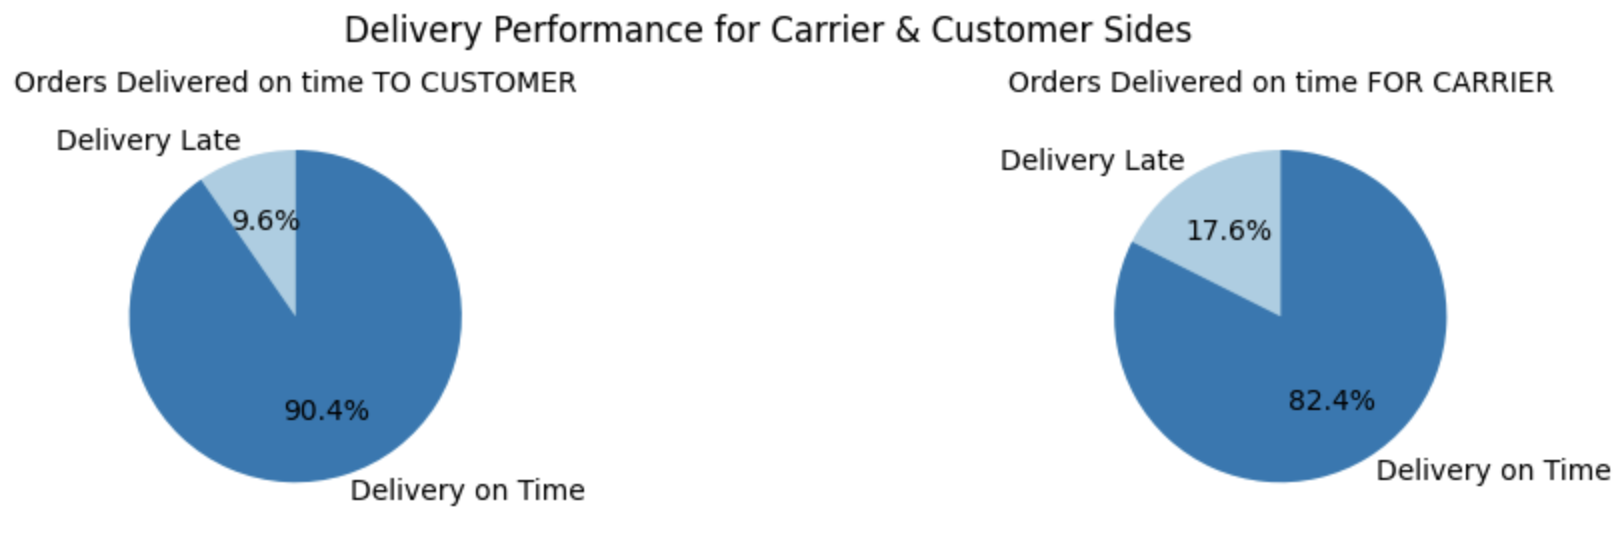 Delivery Performance for Carrier & Customer Sides
Orders Delivered on time TO CUSTOMER
Delivery Late
9.6%
90.4%
Delivery on Time
Orders Delivered on time FOR CARRIER
Delivery Late
17.6%
82.4%
Delivery on Time